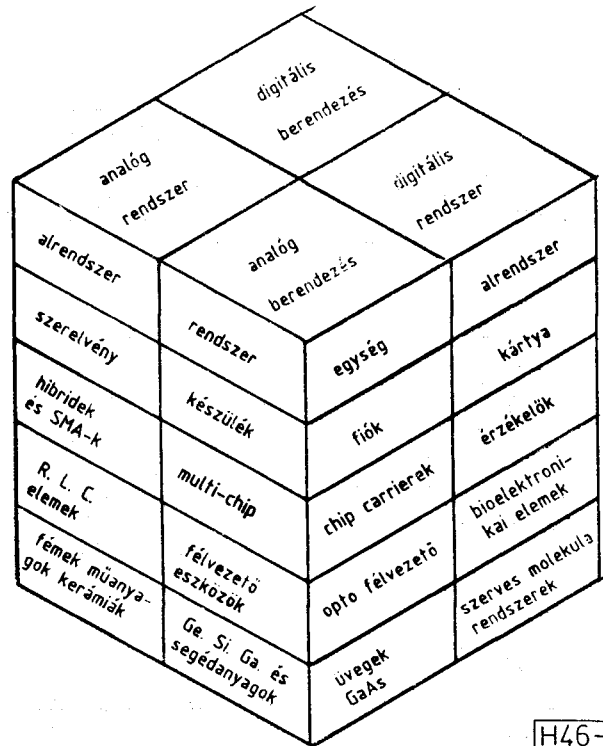 digitális
berendezés
analóg
rendszer
digitális
rendszer
analóg
berendezés
alrendszer
rendszer
egység
alrendszer
szerelvény
készülék
fiók
kártya
hibridek
és SMA-k
multi-chip
chip carrierek
érzékelők
R. L. C.
elemek
félvezető
eszközök
opto félvezető
bioelektroni-
kai elemek
fémek műanya-
gok kerámiák
Ge. Si. Ga. és
segédanyagok
üvegek
GaAs
szerves molekula
rendszerek
H46-